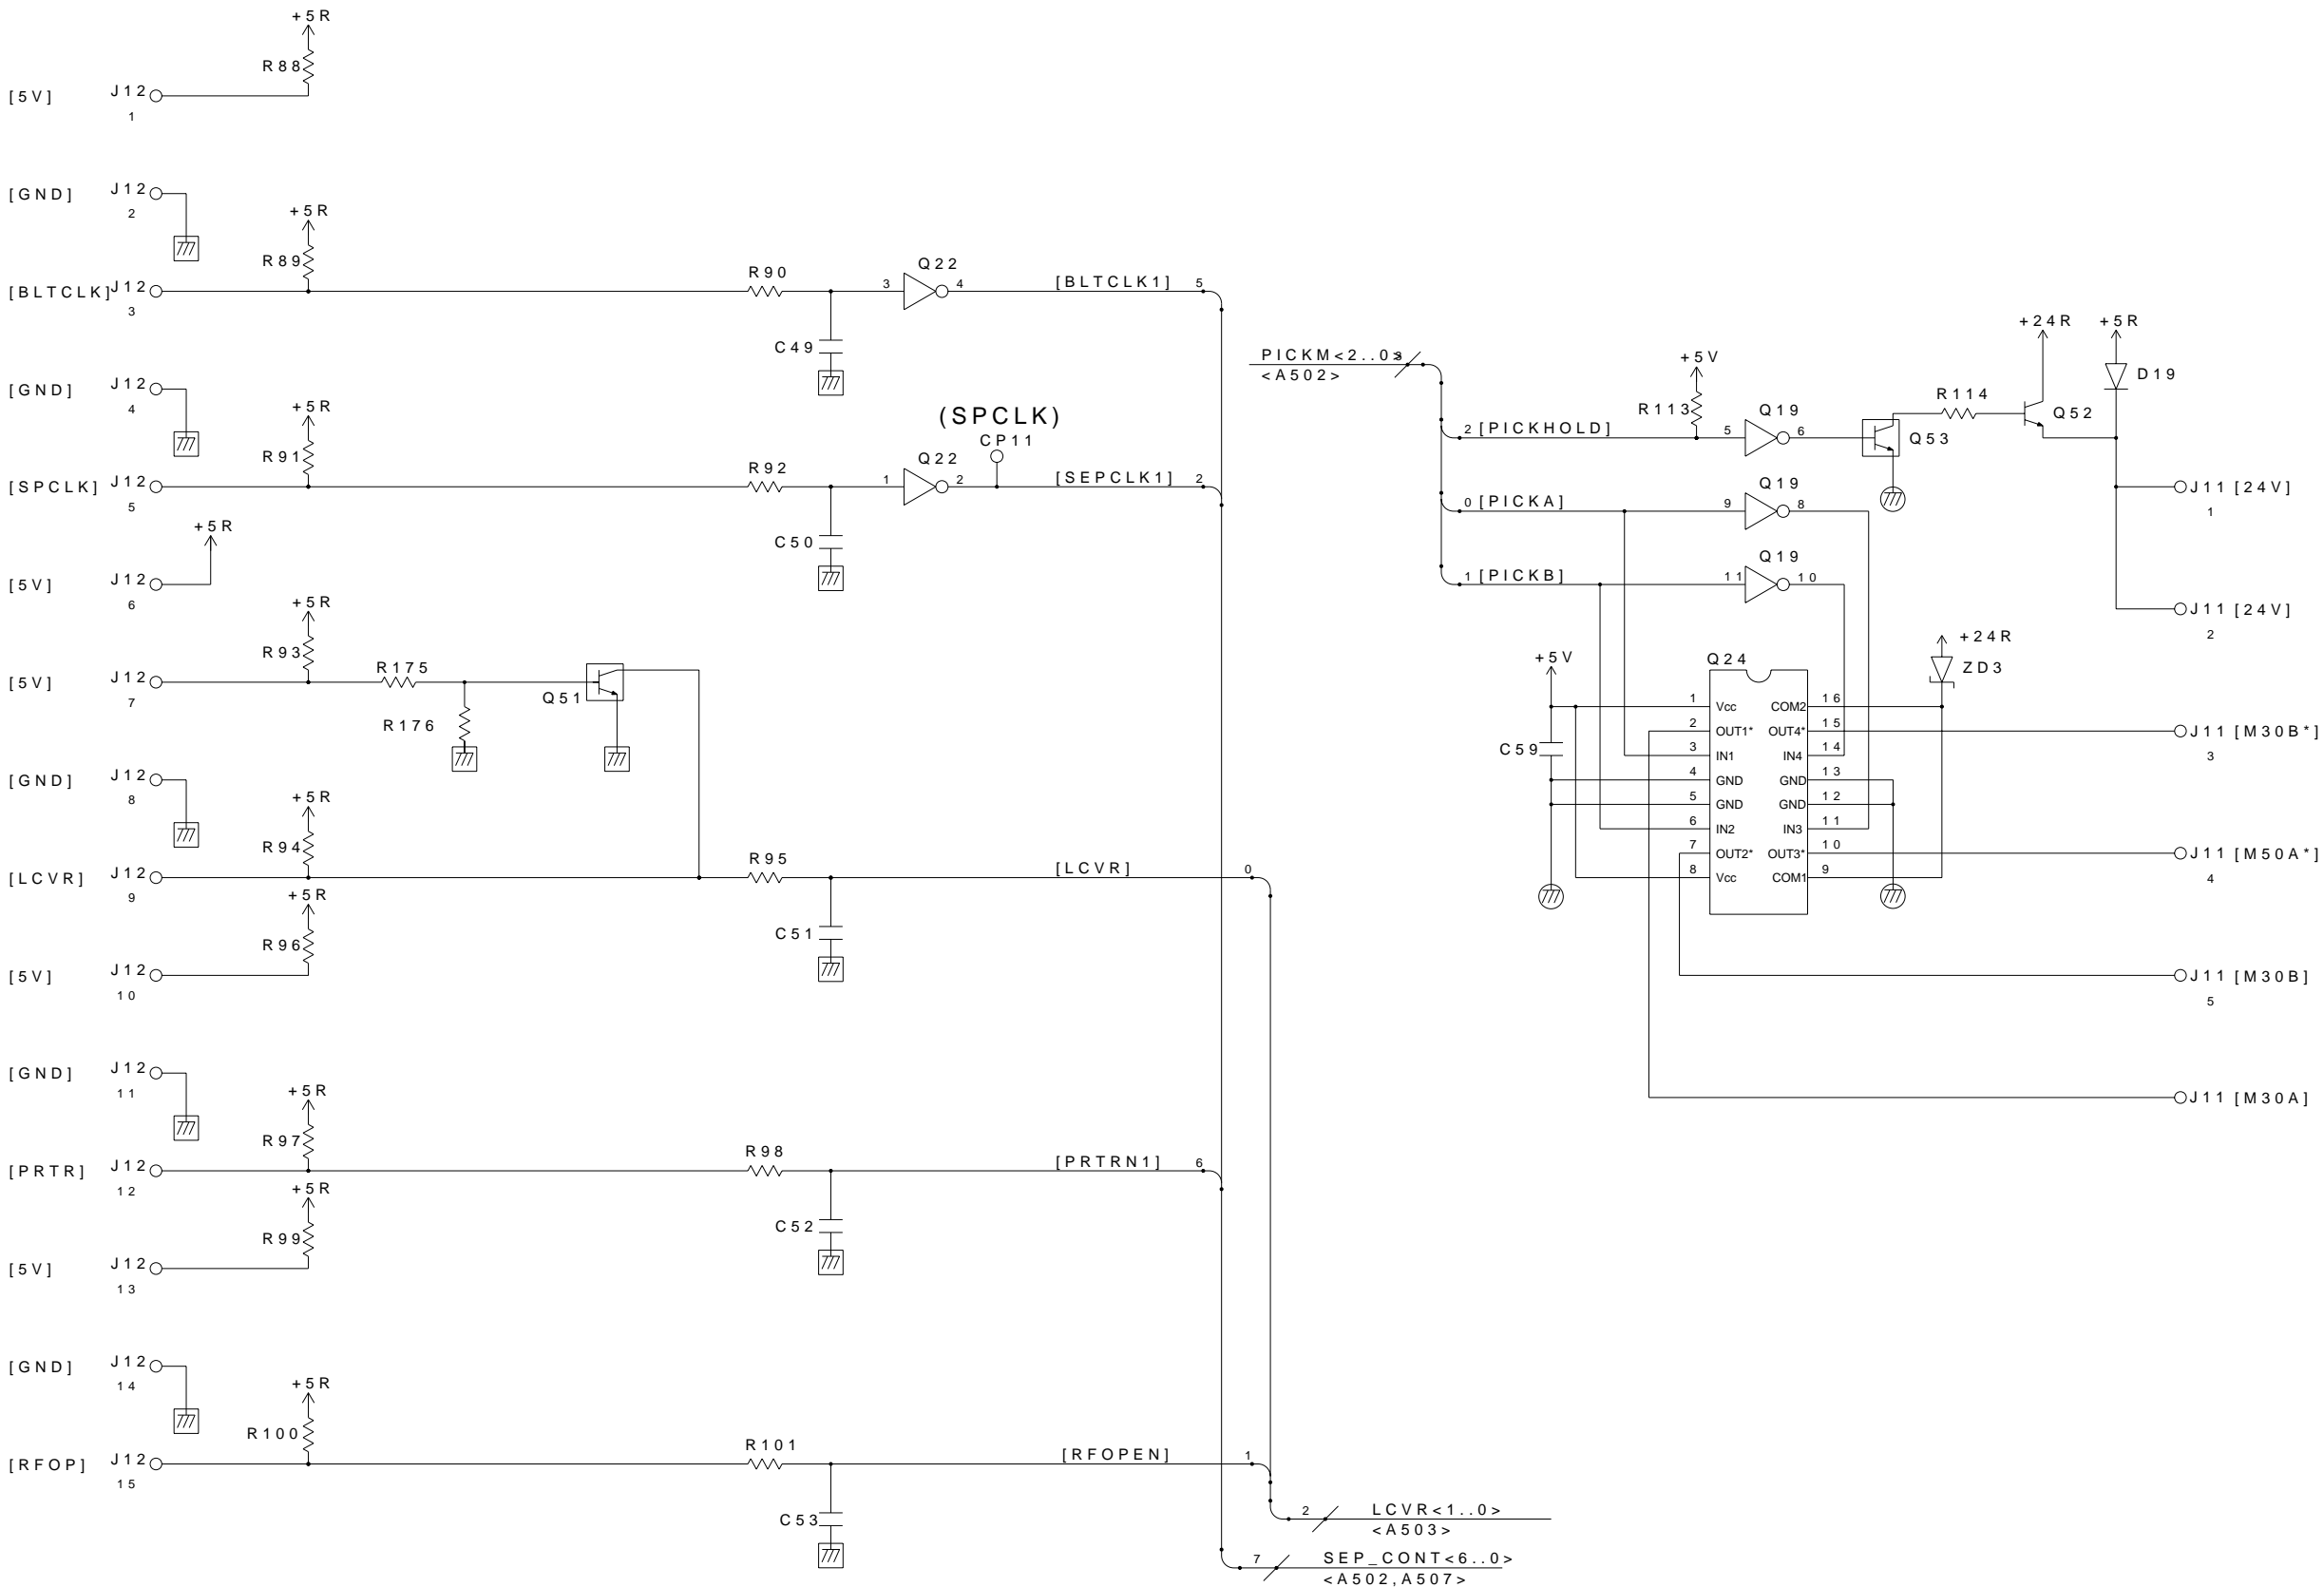 +5R
R88
[5V] J12
1
[GND] J12
2
+5R
R89
[BLTCLK] J12
3
R90
3 Q22 4
[BLTCLK1] 5
C49
[GND] J12
4
+5R
R91
(SPCLK)
CP11
[SPCLK] J12
5
R92
1 Q22 2
[SEPCLK1] 2
C50
+5R
[5V] J12
6
+5R
R93
[5V] J12
7
R175
R176
Q51
[GND] J12
8
+5R
R94
[LCVR] J12
9
R95
[LCVR] 0
C51
+5R
R96
[5V] J12
10
[GND] J12
11
+5R
R97
[PRTR] J12
12
R98
[PRTRN1] 6
C52
+5R
R99
[5V] J12
13
[GND] J12
14
+5R
R100
[RFOP] J12
15
R101
[RFOPEN] 1
C53
2 LCVR<1..0>
<A503>
7 SEP_CONT<6..0>
<A502,A507>
PICKM<2..0> 3
<A502>
+5V
R113
2 [PICKHOLD]
5 Q19 6
Q53
R114
+24R
Q52
+5R
D19
J11 [24V]
1
0 [PICKA]
9 Q19 8
1 [PICKB]
11 Q19 10
J11 [24V]
2
+5V
C59
Q24
+24R
ZD3
1 Vcc COM2 16
2 OUT1* OUT4* 15
3 IN1 IN4 14
4 GND GND 13
5 GND GND 12
6 IN2 IN3 11
7 OUT2* OUT3* 10
8 Vcc COM1 9
J11 [M30B*]
3
J11 [M50A*]
4
J11 [M30B]
5
J11 [M30A]